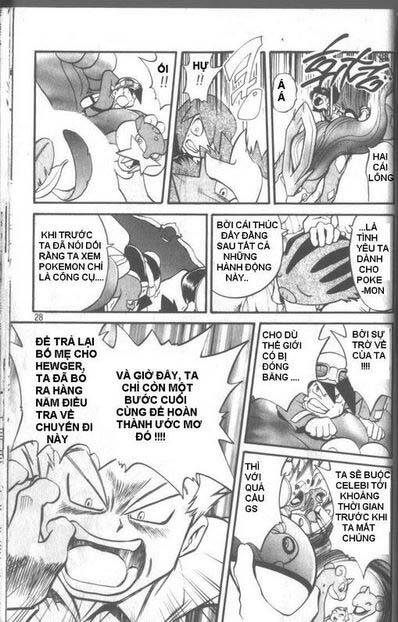 ỐI
!!
HỰ
!!
Á
Á
HAI
CÁI
LỒNG
KHI TRƯỚC
TA ĐÃ NÓI DỐI
RẰNG TA XEM
POKEMON CHỈ
LÀ CÔNG CỤ....
BỞI CÁI THÚC
ĐẨY ĐẰNG
SAU TẤT CẢ
NHỮNG
HÀNH ĐỘNG
NÀY..
...LÀ
TÌNH
YÊU TA
DÀNH
CHO
POKE
-MON
28
ĐỂ TRẢ LẠI
BỐ MẸ CHO
HEWGER,
TA ĐÃ BỎ
RA HÀNG
NĂM ĐIỀU
TRA VỀ
CHUYẾN ĐI
NÀY
VÀ GIỜ ĐÂY, TA
CHỈ CÒN MỘT
BƯỚC CUỐI
CÙNG ĐỂ HOÀN
THÀNH ƯỚC MƠ
ĐÓ !!!!
CHO DÙ
THẾ GIỚI
CÓ BỊ
ĐÓNG
BĂNG ....
BỞI SỰ
TRỞ VỀ
CỦA TA
!!!!
THÌ VỚI
QUẢ
CẦU
GS
TA SẼ BUỘC
CELEBI TỚI
KHOẢNG
THỜI GIAN
TRƯỚC KHI
TA MẤT
CHÚNG